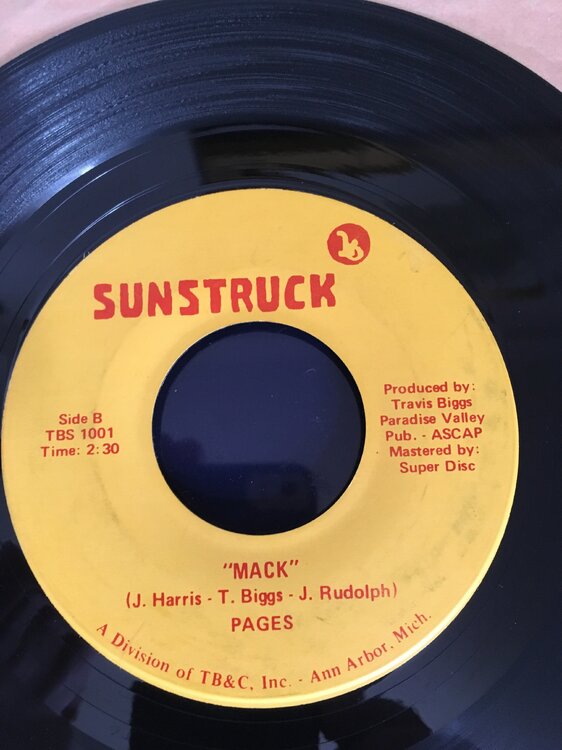 SUNSTRUCK
Side B
TBS 1001
Time: 2:30
Produced by:
Travis Biggs
Paradise Valley
Pub. - ASCAP
Mastered by:
Super Disc
"MACK"
(J. Harris - T. Biggs - J. Rudolph)
PAGES
A Division of TB&C, Inc. - Ann Arbor, Mich.